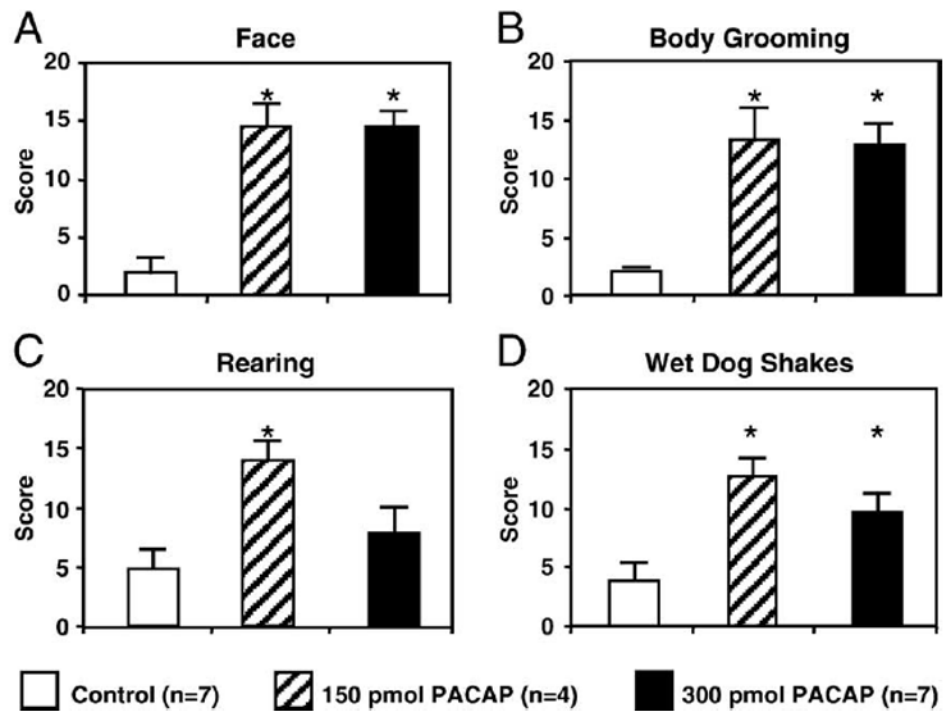 A
Face
20
15
10
5
0
Score
*
*
B
Body Grooming
20
15
10
5
0
Score
*
*
C
Rearing
20
15
10
5
0
Score
*
D
Wet Dog Shakes
20
15
10
5
0
Score
*
*
Control (n=7)
150 pmol PACAP (n=4)
300 pmol PACAP (n=7)